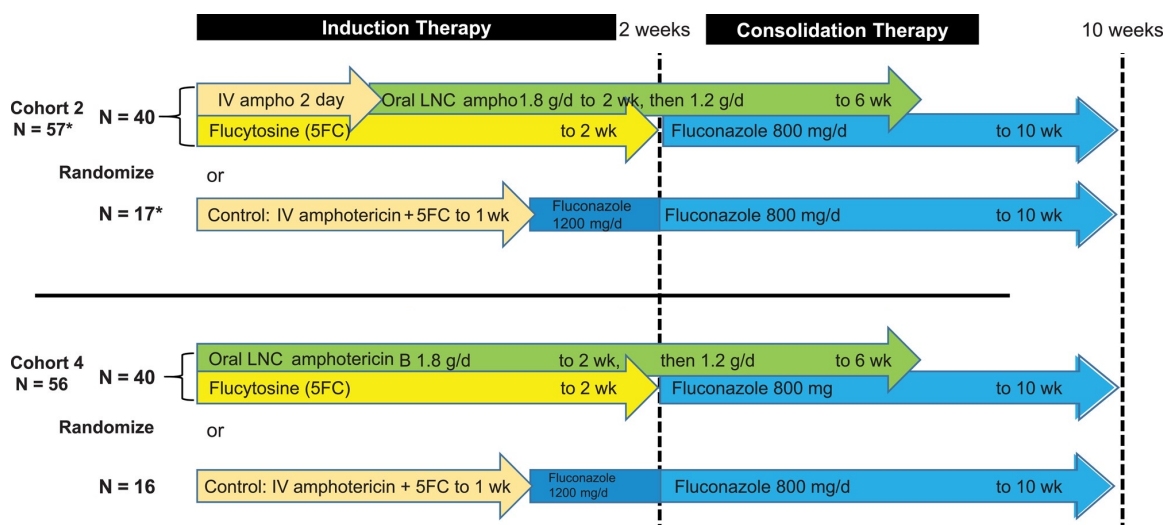 Induction Therapy
2 weeks
Consolidation Therapy
10 weeks
Cohort 2
N = 57*
N = 40
IV ampho 2 day
Oral LNC ampho1.8 g/d to 2 wk, then 1.2 g/d
to 6 wk
Flucytosine (5FC)
to 2 wk
Fluconazole 800 mg/d
to 10 wk
Randomize
or
N = 17*
Control: IV amphotericin + 5FC to 1 wk
Fluconazole
1200 mg/d
Fluconazole 800 mg/d
to 10 wk
Cohort 4
N = 56
N = 40
Oral LNC amphotericin B 1.8 g/d
to 2 wk,
then 1.2 g/d
to 6 wk
Flucytosine (5FC)
to 2 wk
Fluconazole 800 mg
to 10 wk
Randomize
or
N = 16
Control: IV amphotericin + 5FC to 1 wk
Fluconazole
1200 mg/d
Fluconazole 800 mg/d
to 10 wk